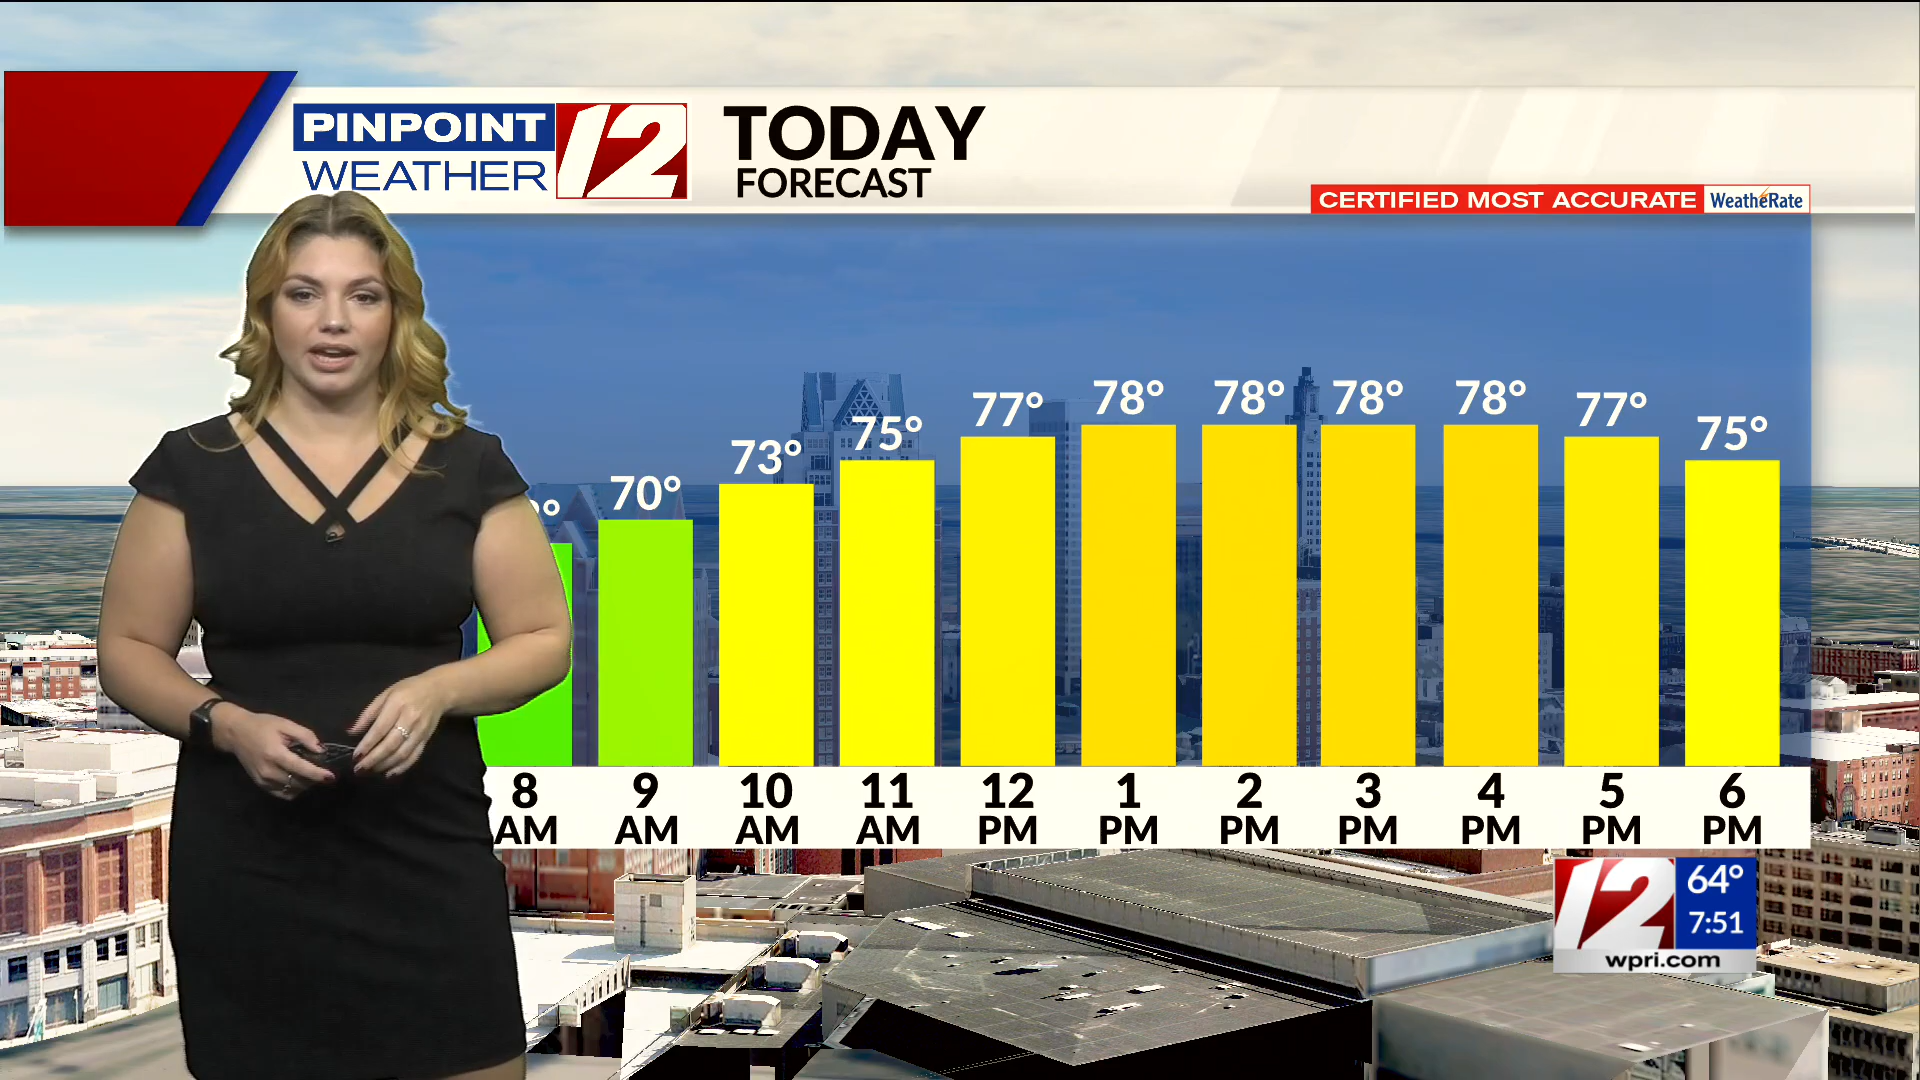 PINPOINT
WEATHER
12
TODAY
FORECAST
CERTIFIED MOST ACCURATE WeatheRate
70° 73° 75° 77° 78° 78° 78° 78° 77° 75°
8 9 10 11 12 1 2 3 4 5 6
AM AM AM AM PM PM PM PM PM PM PM
12 64°
7:51
wpri.com